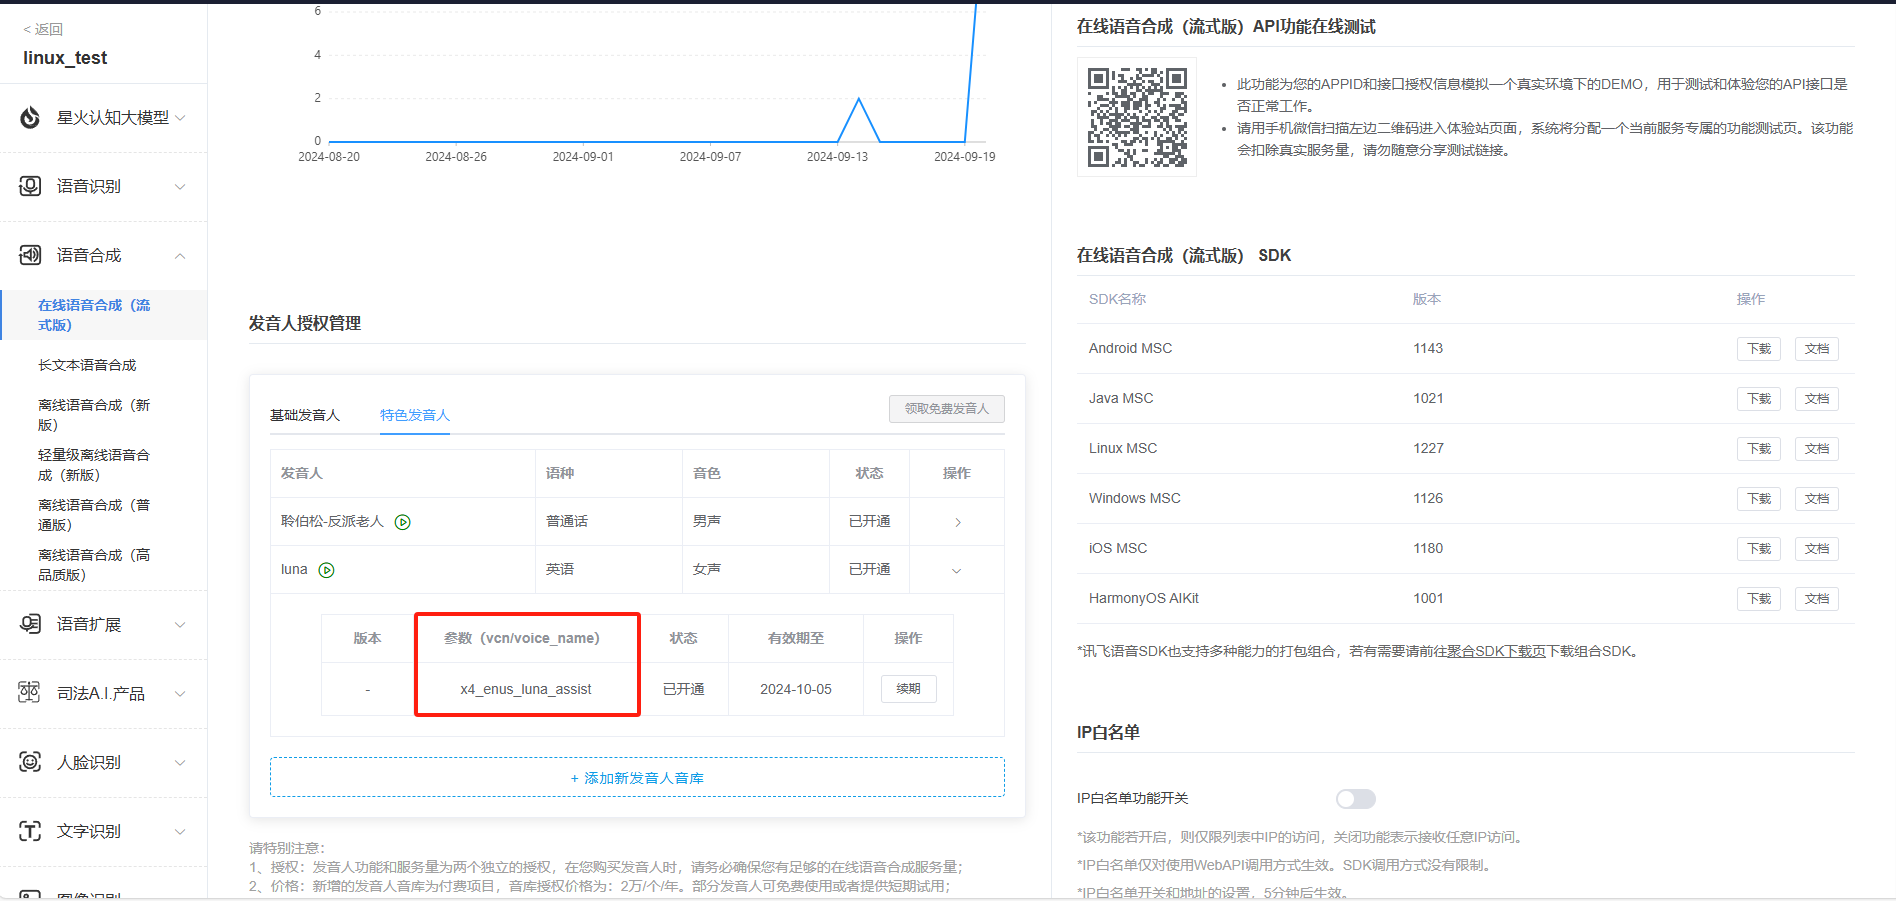 < 返回
linux_test
星火认知大模型
语音识别
语音合成
在线语音合成（流
式版）
长文本语音合成
离线语音合成（新
版）
轻量级离线语音合
成（新版）
离线语音合成（普
通版）
离线语音合成（高
品质版）
语音扩展
司法A.I.产品
人脸识别
文字识别
图像识别
6
4
2
0
2024-08-20
2024-08-26
2024-09-01
2024-09-07
2024-09-13
2024-09-19
发音人授权管理
基础发音人
特色发音人
领取免费发音人
发音人 语种 音色 状态 操作
聆伯松-反派老人 普通话 男声 已开通
luna 英语 女声 已开通
版本 参数（vcn/voice_name） 状态 有效期至 操作
- x4_enus_luna_assist 已开通 2024-10-05 续期
+ 添加新发音人音库
请特别注意：
1、授权：发音人功能和服务量为两个独立的授权，在您购买发音人时，请务必确保您有足够的在线语音合成服务量；
2、价格：新增的发音人音库为付费项目，音库授权价格为：2万/个/年。部分发音人可免费使用或者提供短期试用；
在线语音合成（流式版）API功能在线测试
此功能为您的APPID和接口授权信息模拟一个真实环境下的DEMO，用于测试和体验您的API接口是
否正常工作。
请用手机微信扫描左边二维码进入体验站页面，系统将分配一个当前服务专属的功能测试页。该功能
会扣除真实服务量，请勿随意分享测试链接。
在线语音合成（流式版） SDK
SDK名称 版本 操作
Android MSC 1143 下载 文档
Java MSC 1021 下载 文档
Linux MSC 1227 下载 文档
Windows MSC 1126 下载 文档
iOS MSC 1180 下载 文档
HarmonyOS AIKit 1001 下载 文档
*讯飞语音SDK也支持多种能力的打包组合，若有需要请前往聚合SDK下载页下载组合SDK。
IP白名单
IP白名单功能开关
*该功能若开启，则仅限列表中IP的访问，关闭功能表示接收任意IP访问。
*IP白名单仅对使用WebAPI调用方式生效。SDK调用方式没有限制。
*IP白名单开关和地址的设置，5分钟后生效。